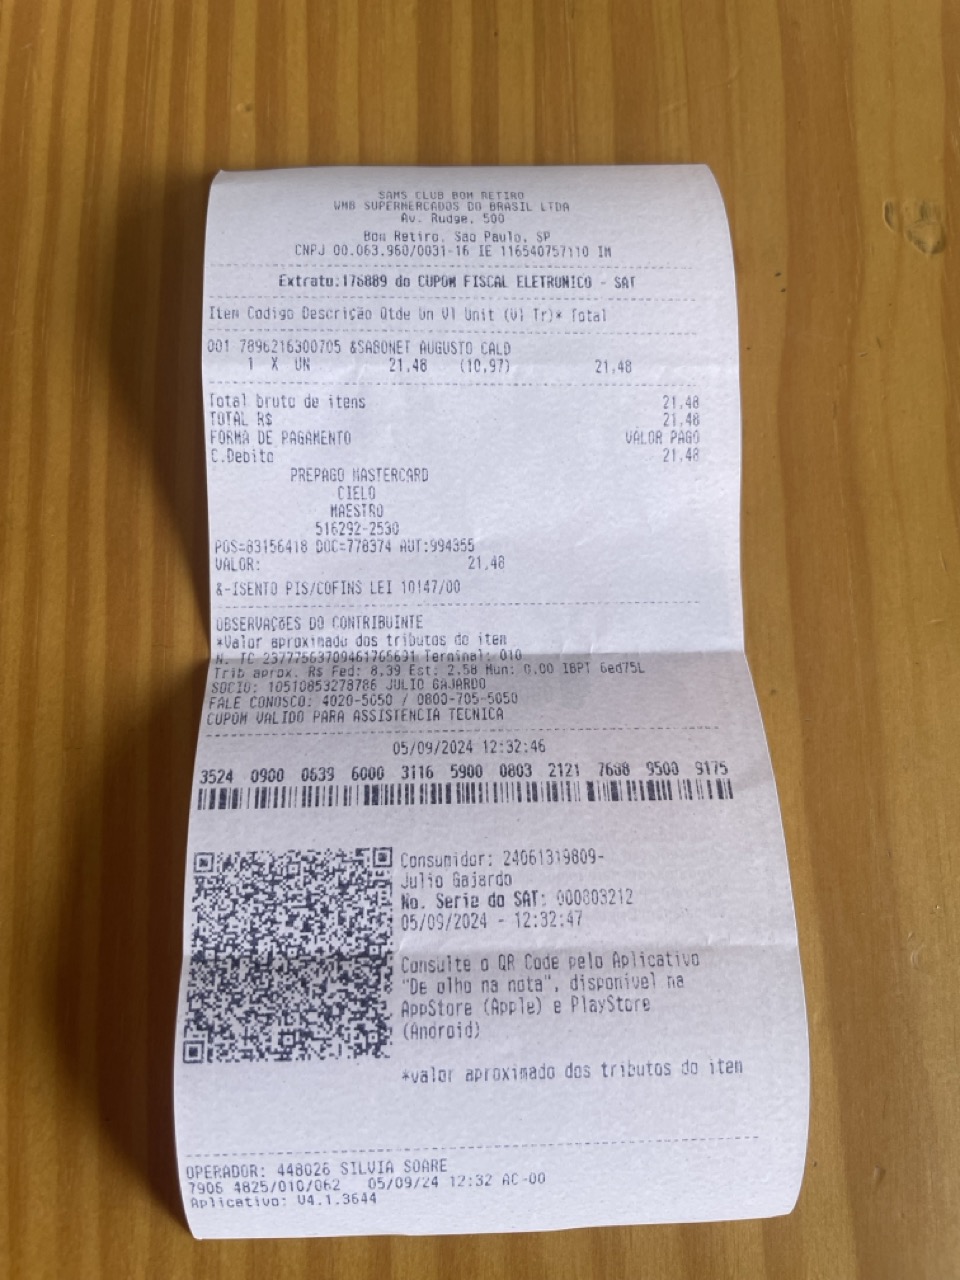 SAMS CLUB BOM RETIRO
WMB SUPERMERCADOS DO BRASIL LTDA
Av. Rudge, 500
Bom Retiro, Sao Paulo, SP
CNPJ 00.063.960/0031-16 IE 116540757110 IM
Extrato:176889 do CUPOM FISCAL ELETRONICO - SAT
Item Codigo Descrição Qtde Un Vl Unit (Vl Tr)* Total
001 7896216300705 &SABONET AUGUSTO CALD
1 X UN 21,48 (10,97) 21,48
Total bruto de itens 21,48
TOTAL R$ 21,48
FORMA DE PAGAMENTO VALOR PAGO
C.Debito 21,48
PREPAGO MASTERCARD
CIELO
MAESTRO
516292-2530
POS=83156418 DOC=778374 AUT:994355
VALOR: 21,48
&-ISENTO PIS/COFINS LEI 10147/00
OBSERVAÇÕES DO CONTRIBUINTE
*Valor aproximado dos tributos do item
N. TC 23777563709461765691 Terminal: 010
Trib aprox. R$ Fed: 8,39 Est: 2,58 Mun: 0,00 IBPT 6ed75L
SOCIO: 10510853278786 JULIO GAJARDO
FALE CONOSCO: 4020-5050 / 0800-705-5050
CUPOM VALIDO PARA ASSISTENCIA TECNICA
05/09/2024 12:32:46
3524 0900 0639 6000 3116 5900 0803 2121 7688 9500 9175
Consumidor: 24061319809-
Julio Gajardo
No. Serie do SAT: 000803212
05/09/2024 - 12:32:47
Consulte o QR Code pelo Aplicativo
"De olho na nota", disponivel na
AppStore (Apple) e PlayStore
(Android)
*valor aproximado dos tributos do item
OPERADOR: 448026 SILVIA SOARE
7906 4825/010/062 05/09/24 12:32 AC-00
Aplicativo: V4.1.3644